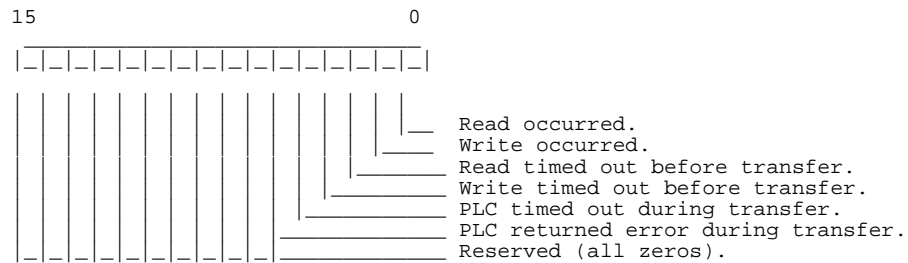 15 0
Read occurred.
Write occurred.
Read timed out before transfer.
Write timed out before transfer.
PLC timed out during transfer.
PLC returned error during transfer.
Reserved (all zeros).